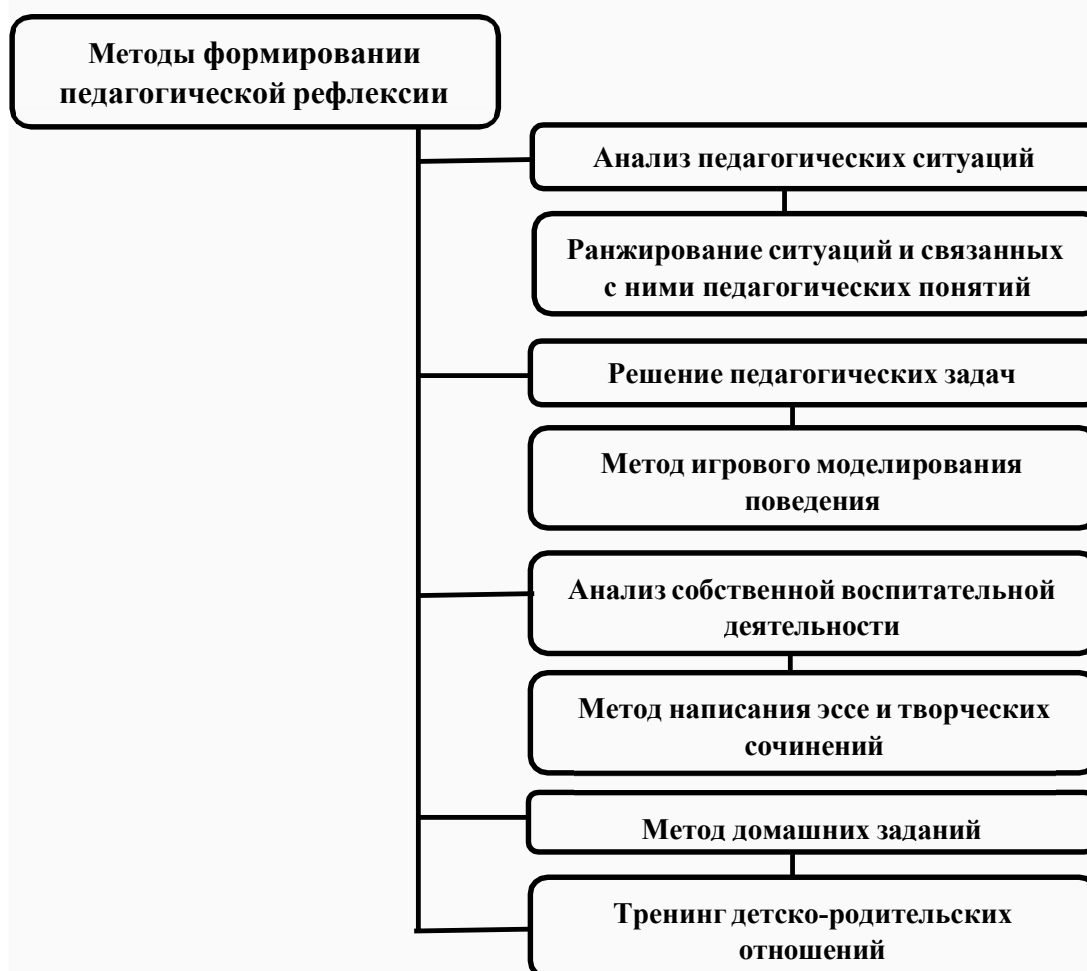 Методы формировании
педагогической рефлексии
Анализ педагогических ситуаций
Ранжирование ситуаций и связанных
с ними педагогических понятий
Решение педагогических задач
Метод игрового моделирования
поведения
Анализ собственной воспитательной
деятельности
Метод написания эссе и творческих
сочинений
Метод домашних заданий
Тренинг детско-родительских
отношений